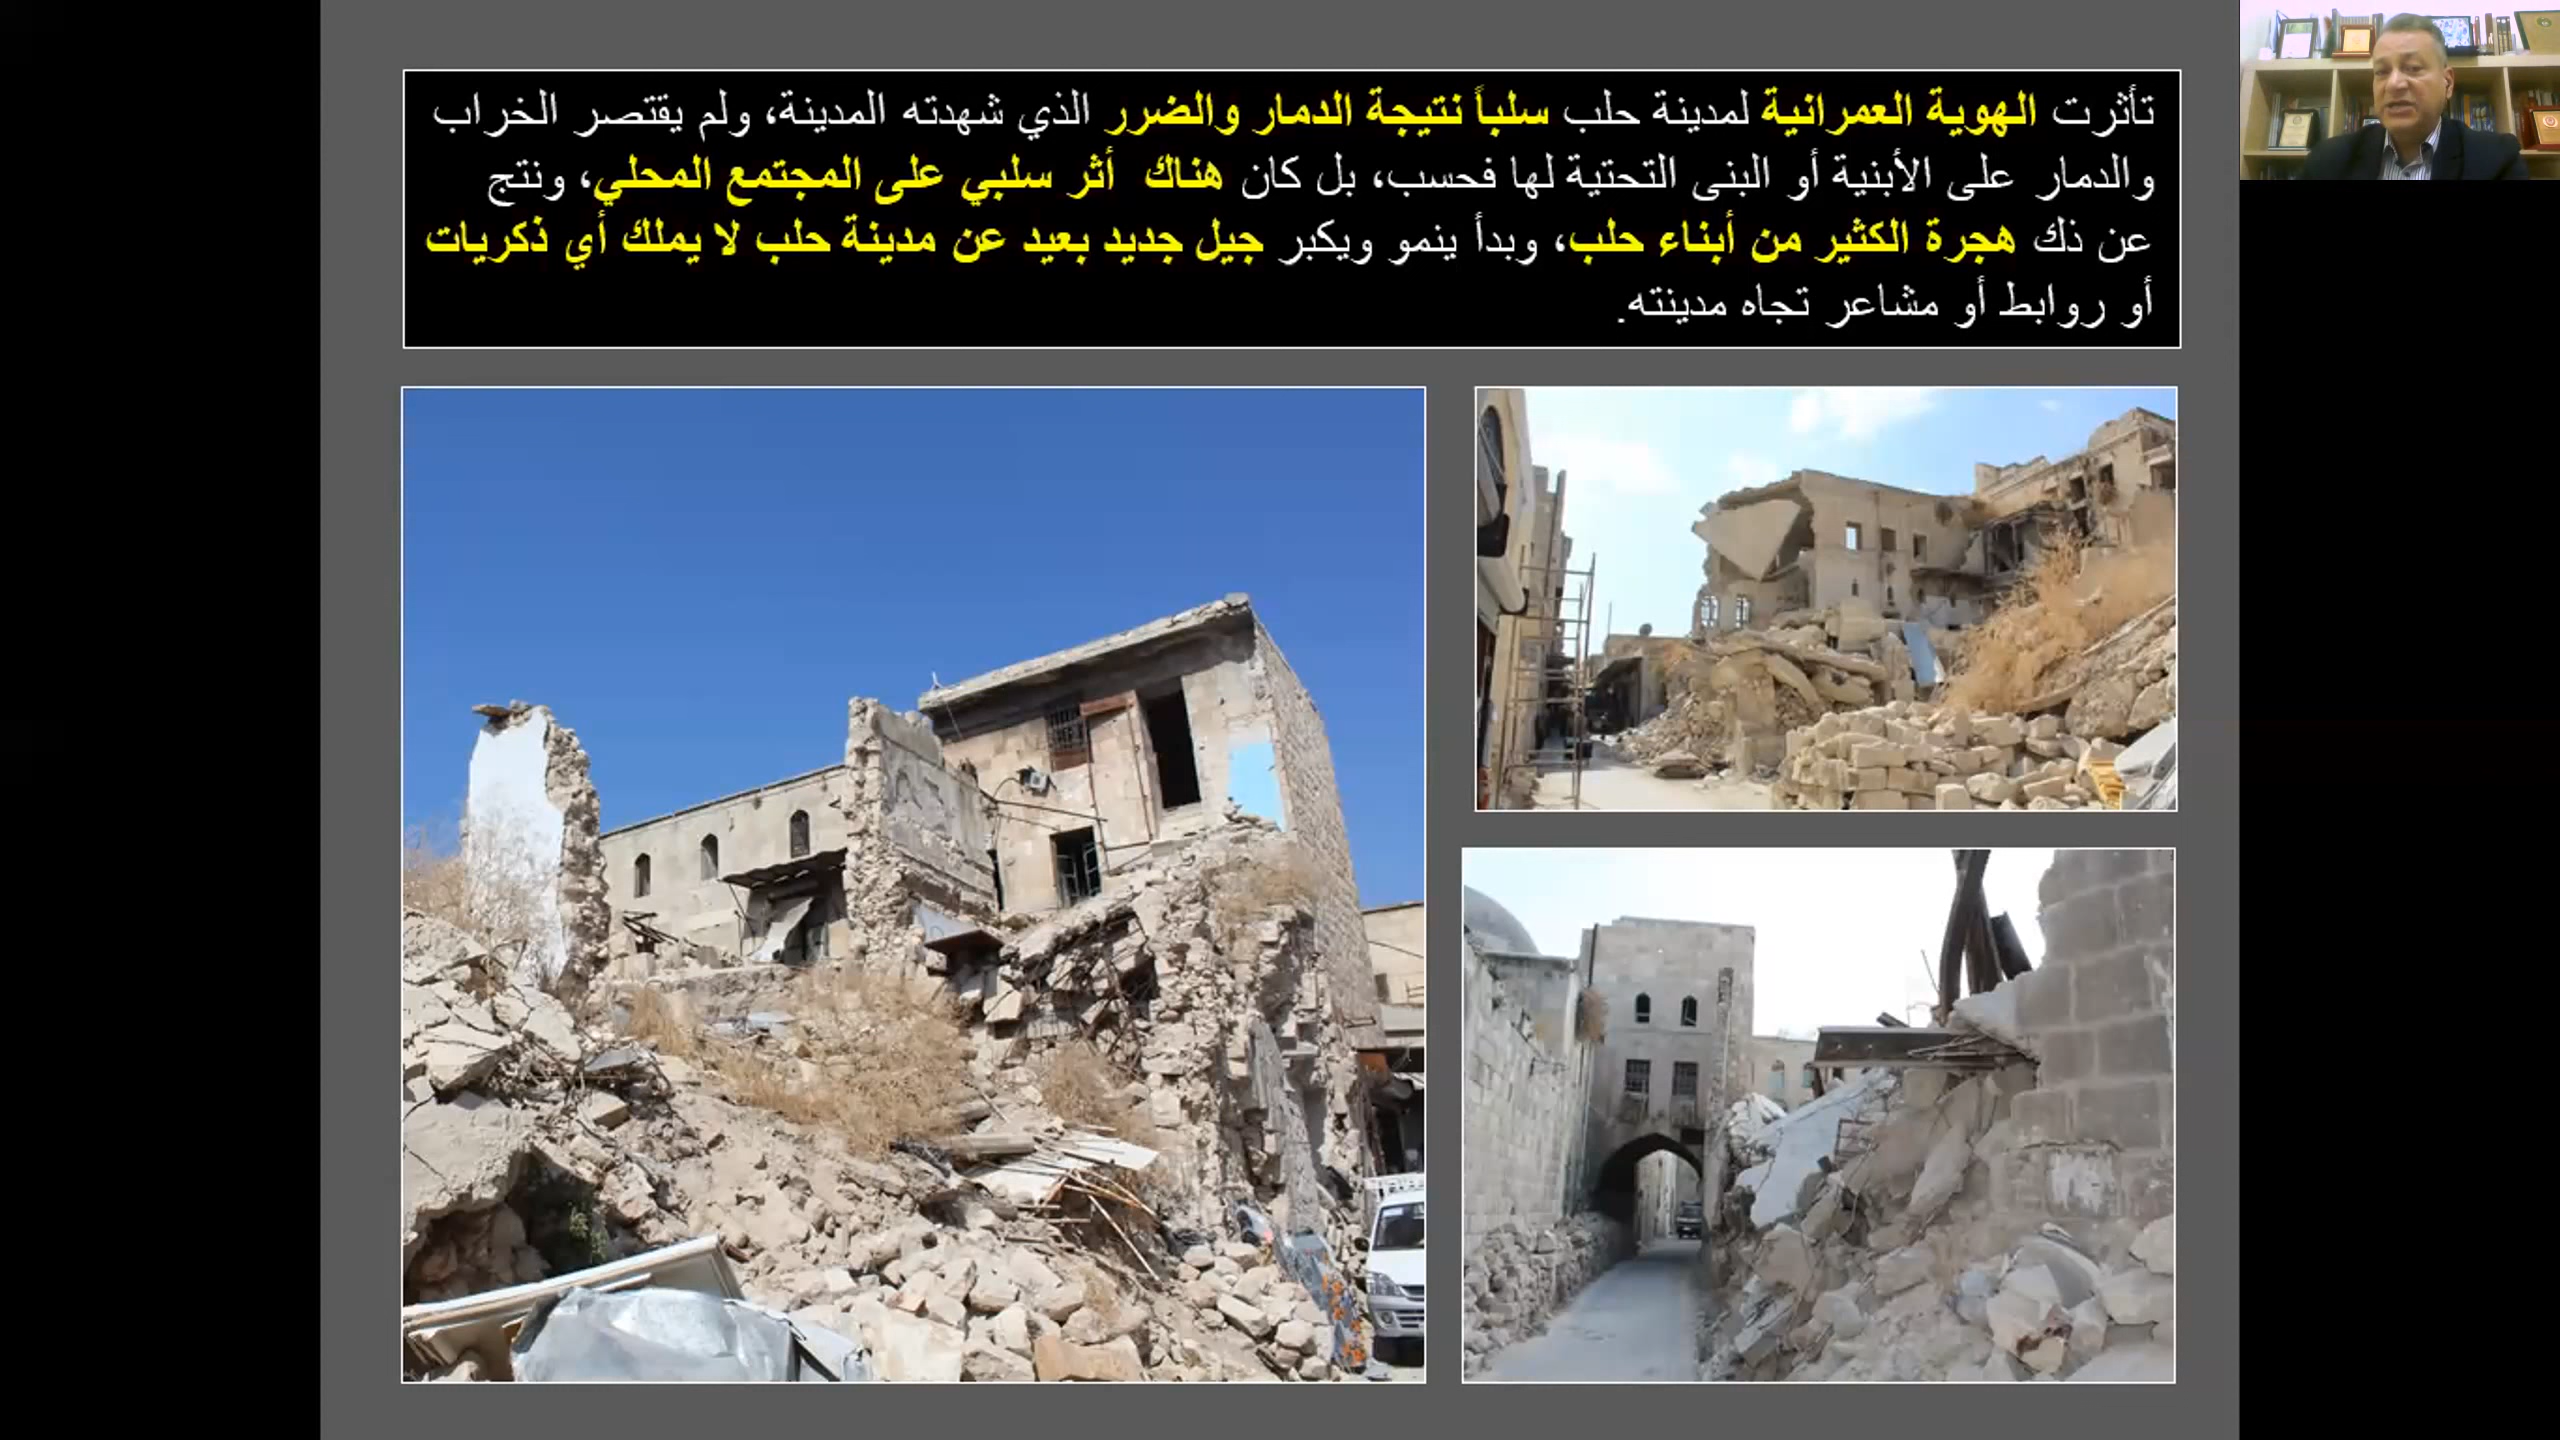 تأثرت الهوية العمرانية لمدينة حلب سلباً نتيجة الدمار والضرر الذي شهدته المدينة، ولم يقتصر الخراب
والدمار على الأبنية أو البنى التحتية لها فحسب، بل كان هناك أثر سلبي على المجتمع المحلي، ونتج
عن ذك هجرة الكثير من أبناء حلب، وبدأ ينمو ويكبر جيل جديد بعيد عن مدينة حلب لا يملك أي ذكريات
أو روابط أو مشاعر تجاه مدينته.